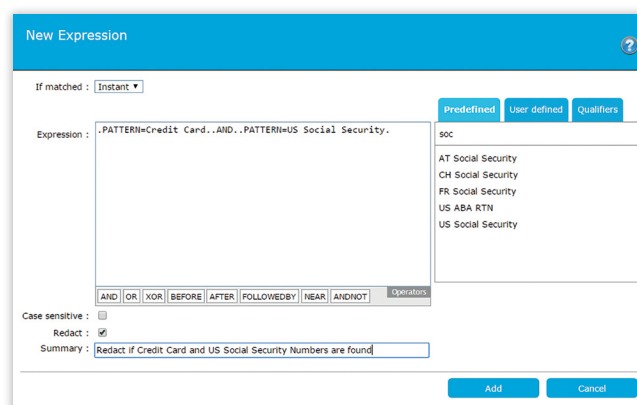 New Expression
?
If matched : Instant ▼
Predefined User defined Qualifiers
Expression : .PATTERN=Credit Card..AND..PATTERN=US Social Security.
soc
AT Social Security
CH Social Security
FR Social Security
US ABA RTN
US Social Security
AND OR XOR BEFORE AFTER FOLLOWEDBY NEAR ANDNOT Operators
Case sensitive :
Redact :
Summary : Redact if Credit Card and US Social Security Numbers are found
Add Cancel